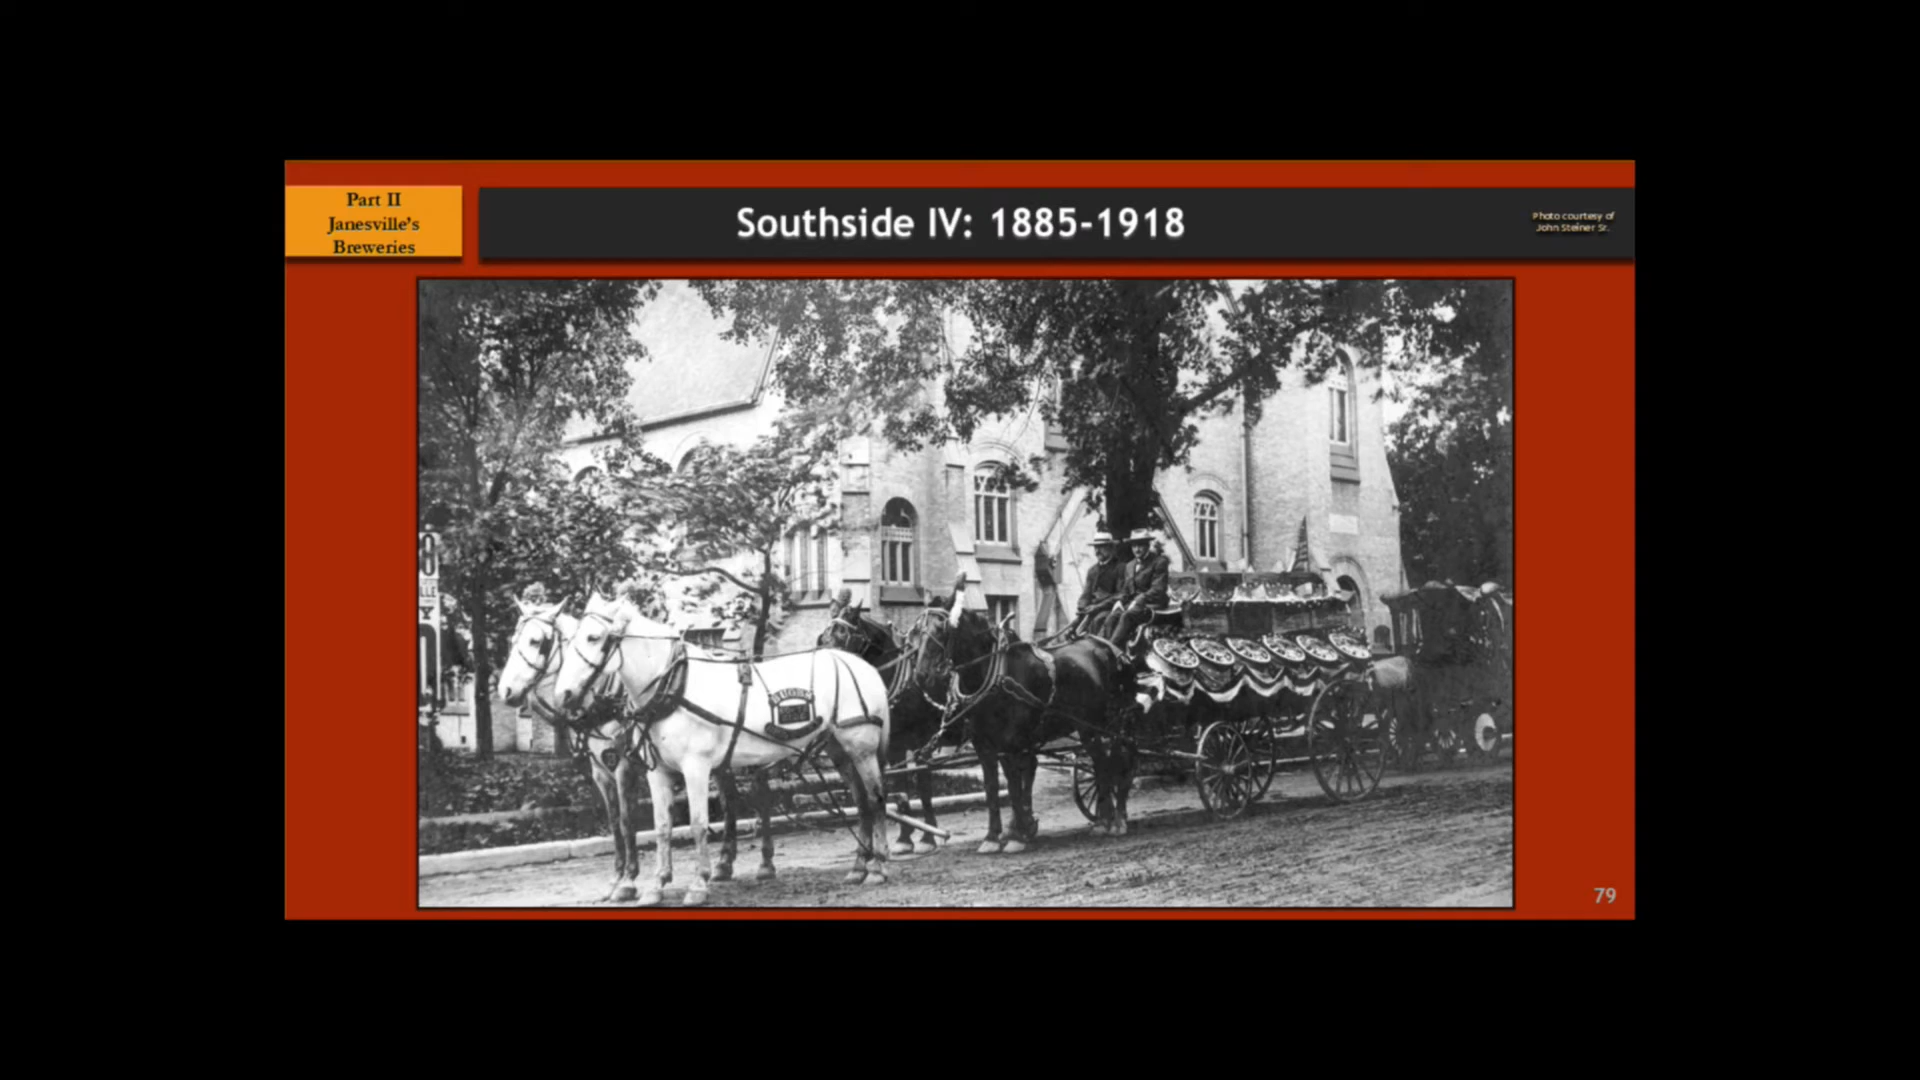 Part II
Janesville's
Breweries
Southside IV: 1885-1918
Photo courtesy of
John Steiner Sr.
79